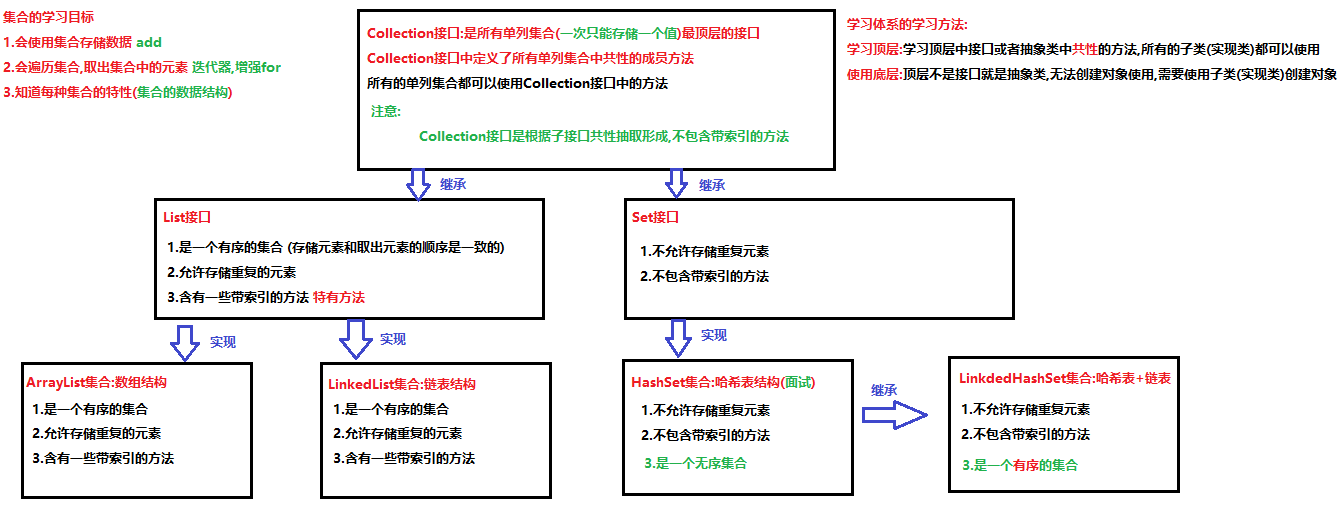 集合的学习目标
1.会使用集合存储数据 add
2.会遍历集合,取出集合中的元素 迭代器,增强for
3.知道每种集合的特性(集合的数据结构)
Collection接口:是所有单列集合(一次只能存储一个值)最顶层的接口
Collection接口中定义了所有单列集合中共性的成员方法
所有的单列集合都可以使用Collection接口中的方法
注意:
Collection接口是根据子接口共性抽取形成,不包含带索引的方法
学习体系的学习方法:
学习顶层:学习顶层中接口或者抽象类中共性的方法,所有的子类(实现类)都可以使用
使用底层:顶层不是接口就是抽象类,无法创建对象使用,需要使用子类(实现类)创建对象
继承
继承
List接口
1.是一个有序的集合 (存储元素和取出元素的顺序是一致的)
2.允许存储重复的元素
3.含有一些带索引的方法 特有方法
Set接口
1.不允许存储重复元素
2.不包含带索引的方法
实现
实现
实现
ArrayList集合:数组结构
1.是一个有序的集合
2.允许存储重复的元素
3.含有一些带索引的方法
LinkedList集合:链表结构
1.是一个有序的集合
2.允许存储重复的元素
3.含有一些带索引的方法
HashSet集合:哈希表结构(面试)
1.不允许存储重复元素
2.不包含带索引的方法
3.是一个无序集合
继承
LinkdedHashSet集合:哈希表+链表
1.不允许存储重复元素
2.不包含带索引的方法
3.是一个有序的集合